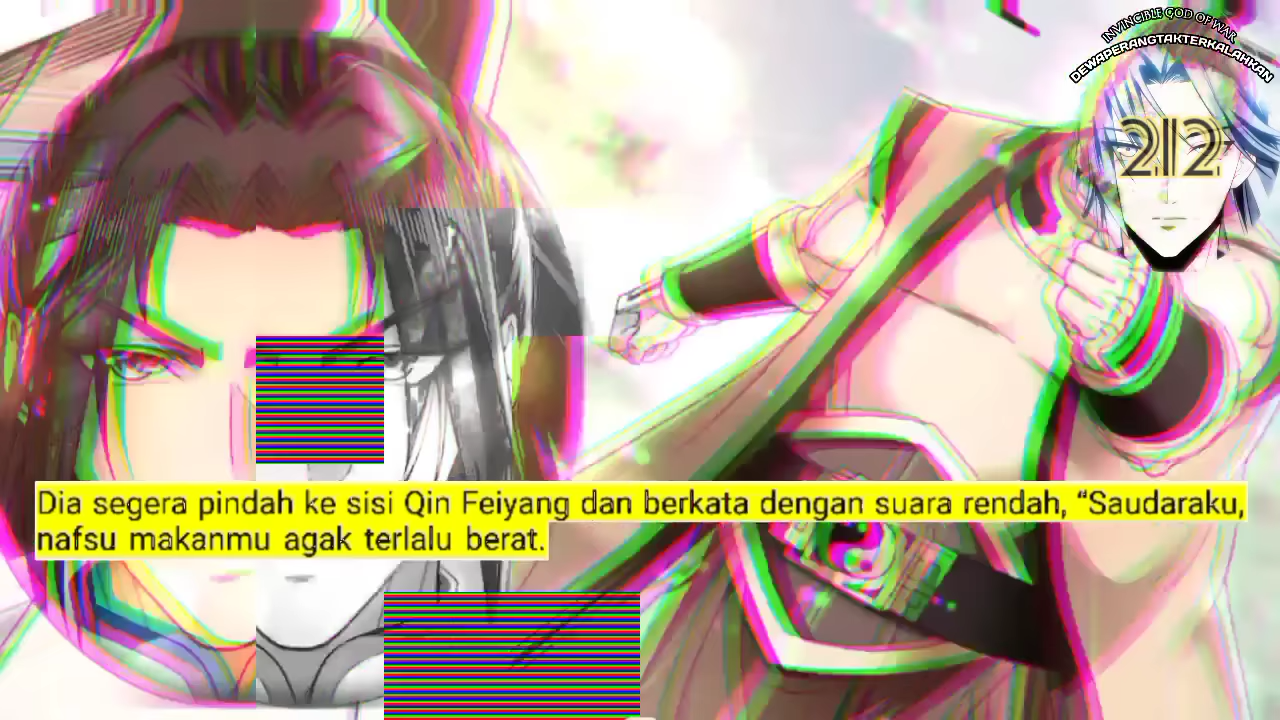 INVINCIBLE GOD OF WAR
DEWAPERANGTAKTERKALAHKAN
212
Dia segera pindah ke sisi Qin Feiyang dan berkata dengan suara rendah, “Saudaraku,
nafsu makanmu agak terlalu berat.